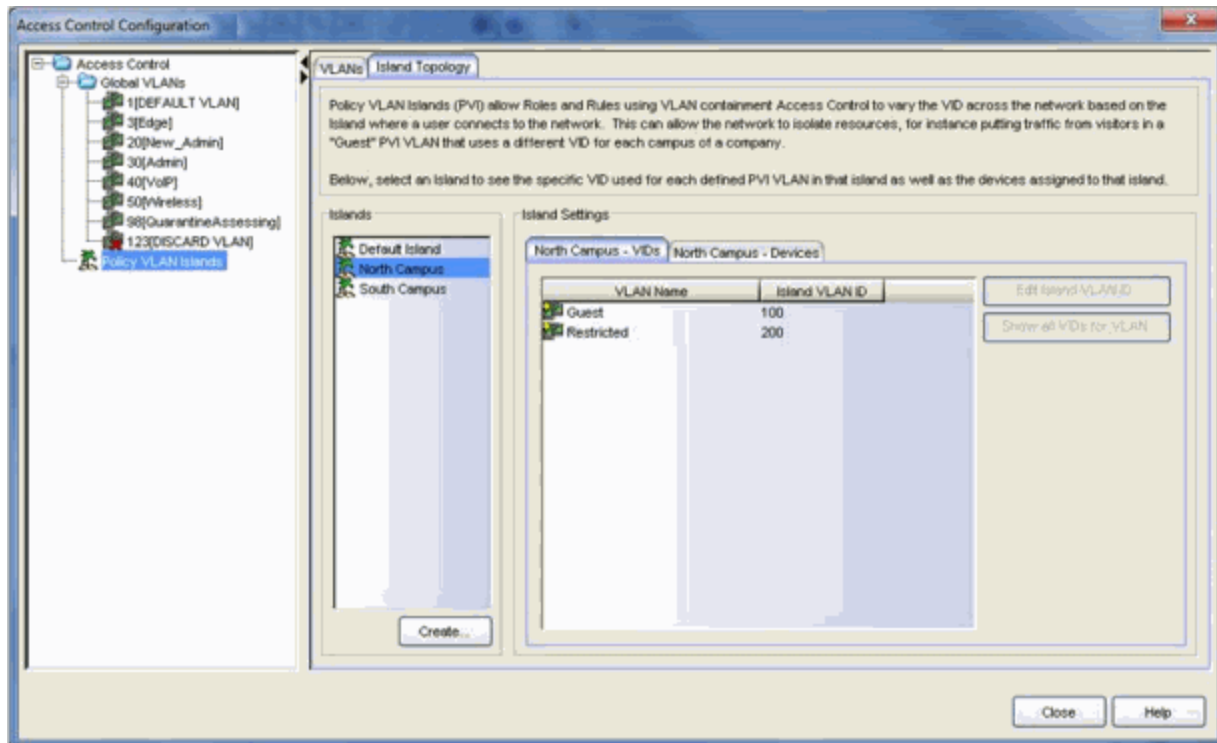 Access Control Configuration
Access Control
Global VLANs
1[DEFAULT VLAN]
3[Edge]
20[New_Admin]
30[Admin]
40[VoIP]
50[Wireless]
98[QuarantineAssessing]
123[DISCARD VLAN]
Policy VLAN Islands
VLANs Island Topology
Policy VLAN Islands (PVI) allow Roles and Rules using VLAN containment Access Control to vary the VID across the network based on the
Island where a user connects to the network. This can allow the network to isolate resources, for instance putting traffic from visitors in a
"Guest" PVI VLAN that uses a different VID for each campus of a company.
Below, select an Island to see the specific VID used for each defined PVI VLAN in that island as well as the devices assigned to that island.
Islands
Default Island
North Campus
South Campus
Create...
Island Settings
North Campus - VIDs North Campus - Devices
VLAN Name Island VLAN ID
Guest 100
Restricted 200
Edit Island VLAN ID
Show all VIDs for VLAN
Close Help